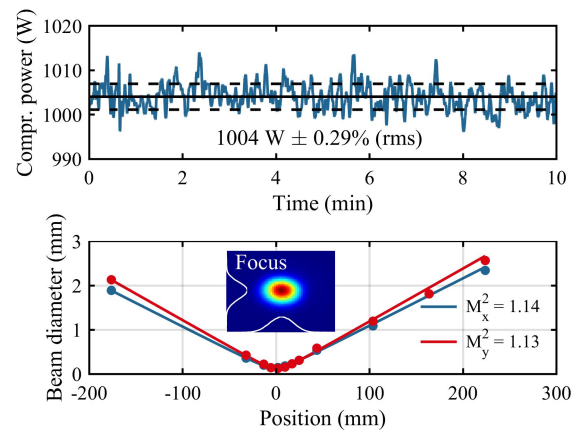 Compr. power (W)
1020
1010
1000
990
1004 W ± 0.29% (rms)
0 2 4 6 8 10
Time (min)
Beam diameter (mm)
3
2
1
0
Focus
M²x = 1.14
M²y = 1.13
-200 -100 0 100 200 300
Position (mm)